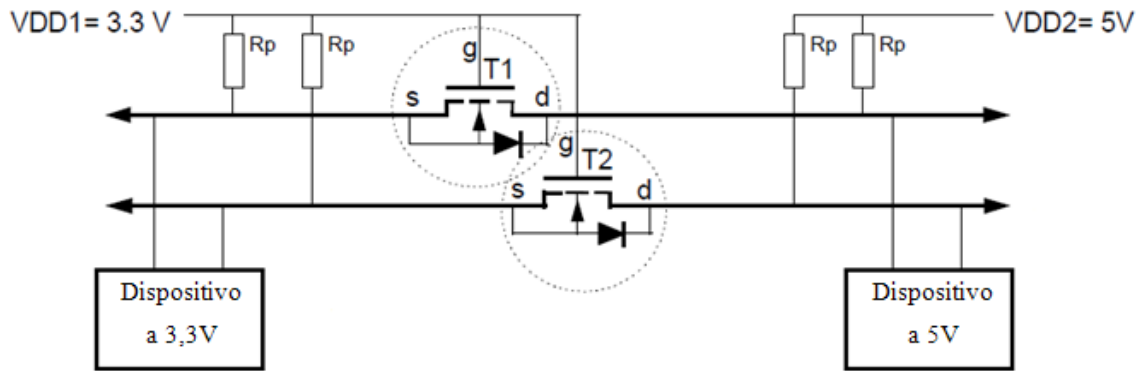 VDD1= 3.3 V
Rp
Rp
g
T1
s
d
Rp
Rp
VDD2= 5V
g
T2
s
d
Dispositivo
a 3,3V
Dispositivo
a 5V